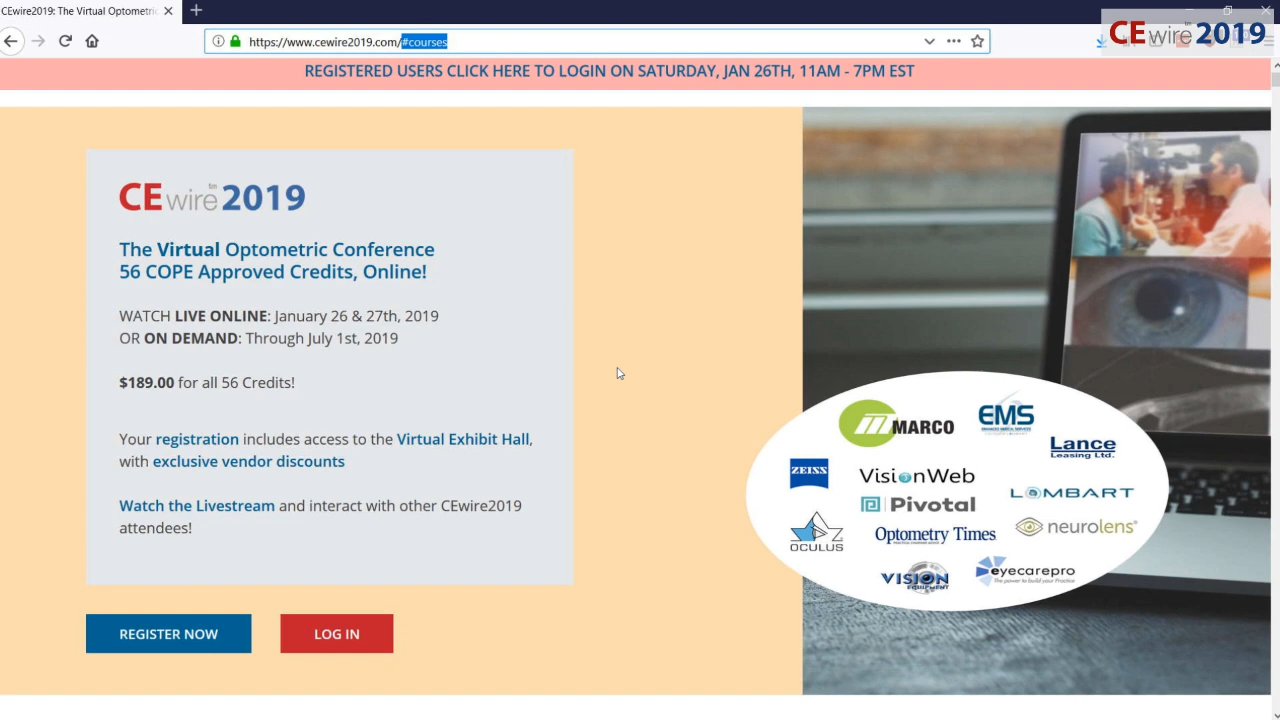 CEwire2019: The Virtual Optometric
https://www.cewire2019.com/#courses
CEwire™2019
REGISTERED USERS CLICK HERE TO LOGIN ON SATURDAY, JAN 26TH, 11AM - 7PM EST
CEwire™2019
The Virtual Optometric Conference
56 COPE Approved Credits, Online!
WATCH LIVE ONLINE: January 26 & 27th, 2019
OR ON DEMAND: Through July 1st, 2019
$189.00 for all 56 Credits!
Your registration includes access to the Virtual Exhibit Hall,
with exclusive vendor discounts
Watch the Livestream and interact with other CEwire2019
attendees!
REGISTER NOW
LOG IN
MARCO
EMS
Lance
Leasing Ltd.
ZEISS
VisionWeb
LOMBART
Pivotal
OCULUS
Optometry Times
neurolens®
VISION
EQUIPMENT
eyecarepro
The power to build your Practice